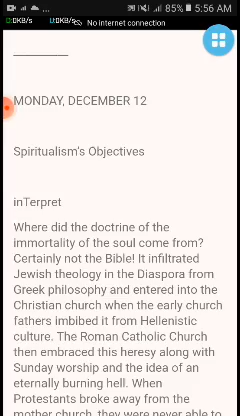 0:0KB/s U:0KB/s No internet connection 85% 5:56 AM
MONDAY, DECEMBER 12
Spiritualism's Objectives
inTerpret
Where did the doctrine of the
immortality of the soul come from?
Certainly not the Bible! It infiltrated
Jewish theology in the Diaspora from
Greek philosophy and entered into the
Christian church when the early church
fathers imbibed it from Hellenistic
culture. The Roman Catholic Church
then embraced this heresy along with
Sunday worship and the idea of an
eternally burning hell. When
Protestants broke away from the
mother church, they were never able to